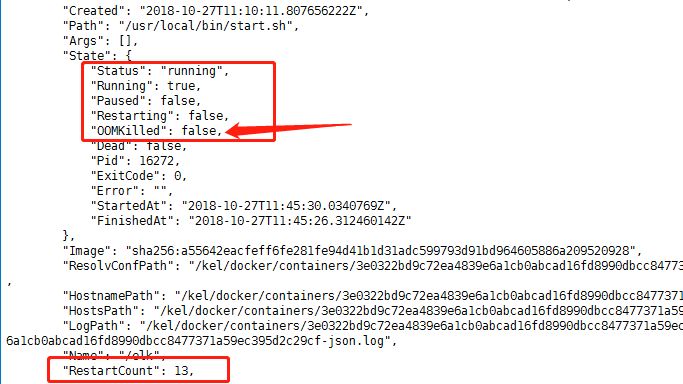 "Created": "2018-10-27T11:10:11.807656222Z",
"Path": "/usr/local/bin/start.sh",
"Args": [],
"State": {
"Status": "running",
"Running": true,
"Paused": false,
"Restarting": false,
"OOMKilled": false,
"Dead": false,
"Pid": 16272,
"ExitCode": 0,
"Error": "",
"StartedAt": "2018-10-27T11:45:30.0340769Z",
"FinishedAt": "2018-10-27T11:45:26.312460142Z"
},
"Image": "sha256:a55642eacfeff6fe281fe94d41b1d31adc599793d91bd964605886a209520928",
"ResolvConfPath": "/kel/docker/containers/3e0322bd9c72ea4839e6a1cb0abcad16fd8990dbcc84773
,
"HostnamePath": "/kel/docker/containers/3e0322bd9c72ea4839e6a1cb0abcad16fd8990dbcc8477371
"HostsPath": "/kel/docker/containers/3e0322bd9c72ea4839e6a1cb0abcad16fd8990dbcc8477371a59
"LogPath": "/kel/docker/containers/3e0322bd9c72ea4839e6a1cb0abcad16fd8990dbcc8477371a59ec
6a1cb0abcad16fd8990dbcc8477371a59ec395d2c29cf-json.log",
"Name": "/elk",
"RestartCount": 13,